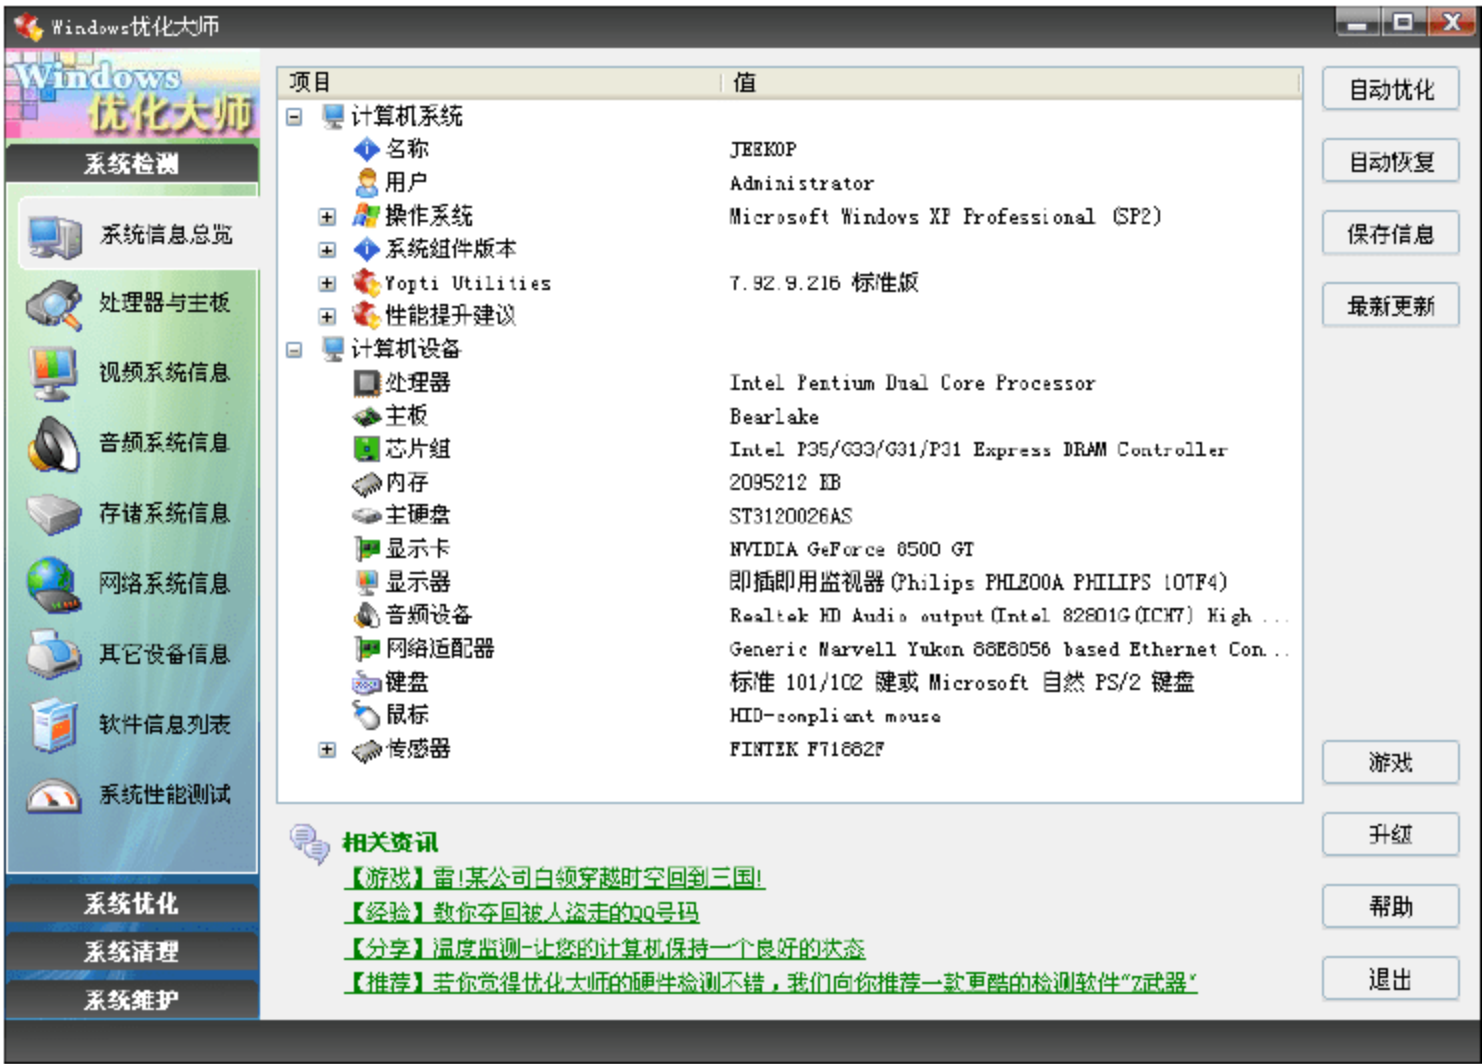 Windows优化大师
Windows
优化大师
系统检测
系统信息总览
处理器与主板
视频系统信息
音频系统信息
存储系统信息
网络系统信息
其它设备信息
软件信息列表
系统性能测试
系统优化
系统清理
系统维护
项目 值
计算机系统
名称 JEEKOP
用户 Administrator
操作系统 Microsoft Windows XP Professional (SP2)
系统组件版本
Yopti Utilities 7.92.9.216 标准版
性能提升建议
计算机设备
处理器 Intel Pentium Dual Core Processor
主板 Bearlake
芯片组 Intel P35/G33/G31/P31 Express DRAM Controller
内存 2095212 KB
主硬盘 ST3120026AS
显示卡 NVIDIA GeForce 8500 GT
显示器 即插即用监视器(Philips PHLE00A PHILIPS 107F4)
音频设备 Realtek HD Audio output(Intel 82801G(ICH7) High ...
网络适配器 Generic Marvell Yukon 88E8056 based Ethernet Con...
键盘 标准 101/102 键或 Microsoft 自然 PS/2 键盘
鼠标 HID-compliant mouse
传感器 FINTEK F71882F
相关资讯
【游戏】雷!某公司白领穿越时空回到三国!
【经验】教你夺回被人盗走的QQ号码
【分享】温度监测-让您的计算机保持一个良好的状态
【推荐】若你觉得优化大师的硬件检测不错，我们向你推荐一款更酷的检测软件“Z武器”
自动优化
自动恢复
保存信息
最新更新
游戏
升级
帮助
退出